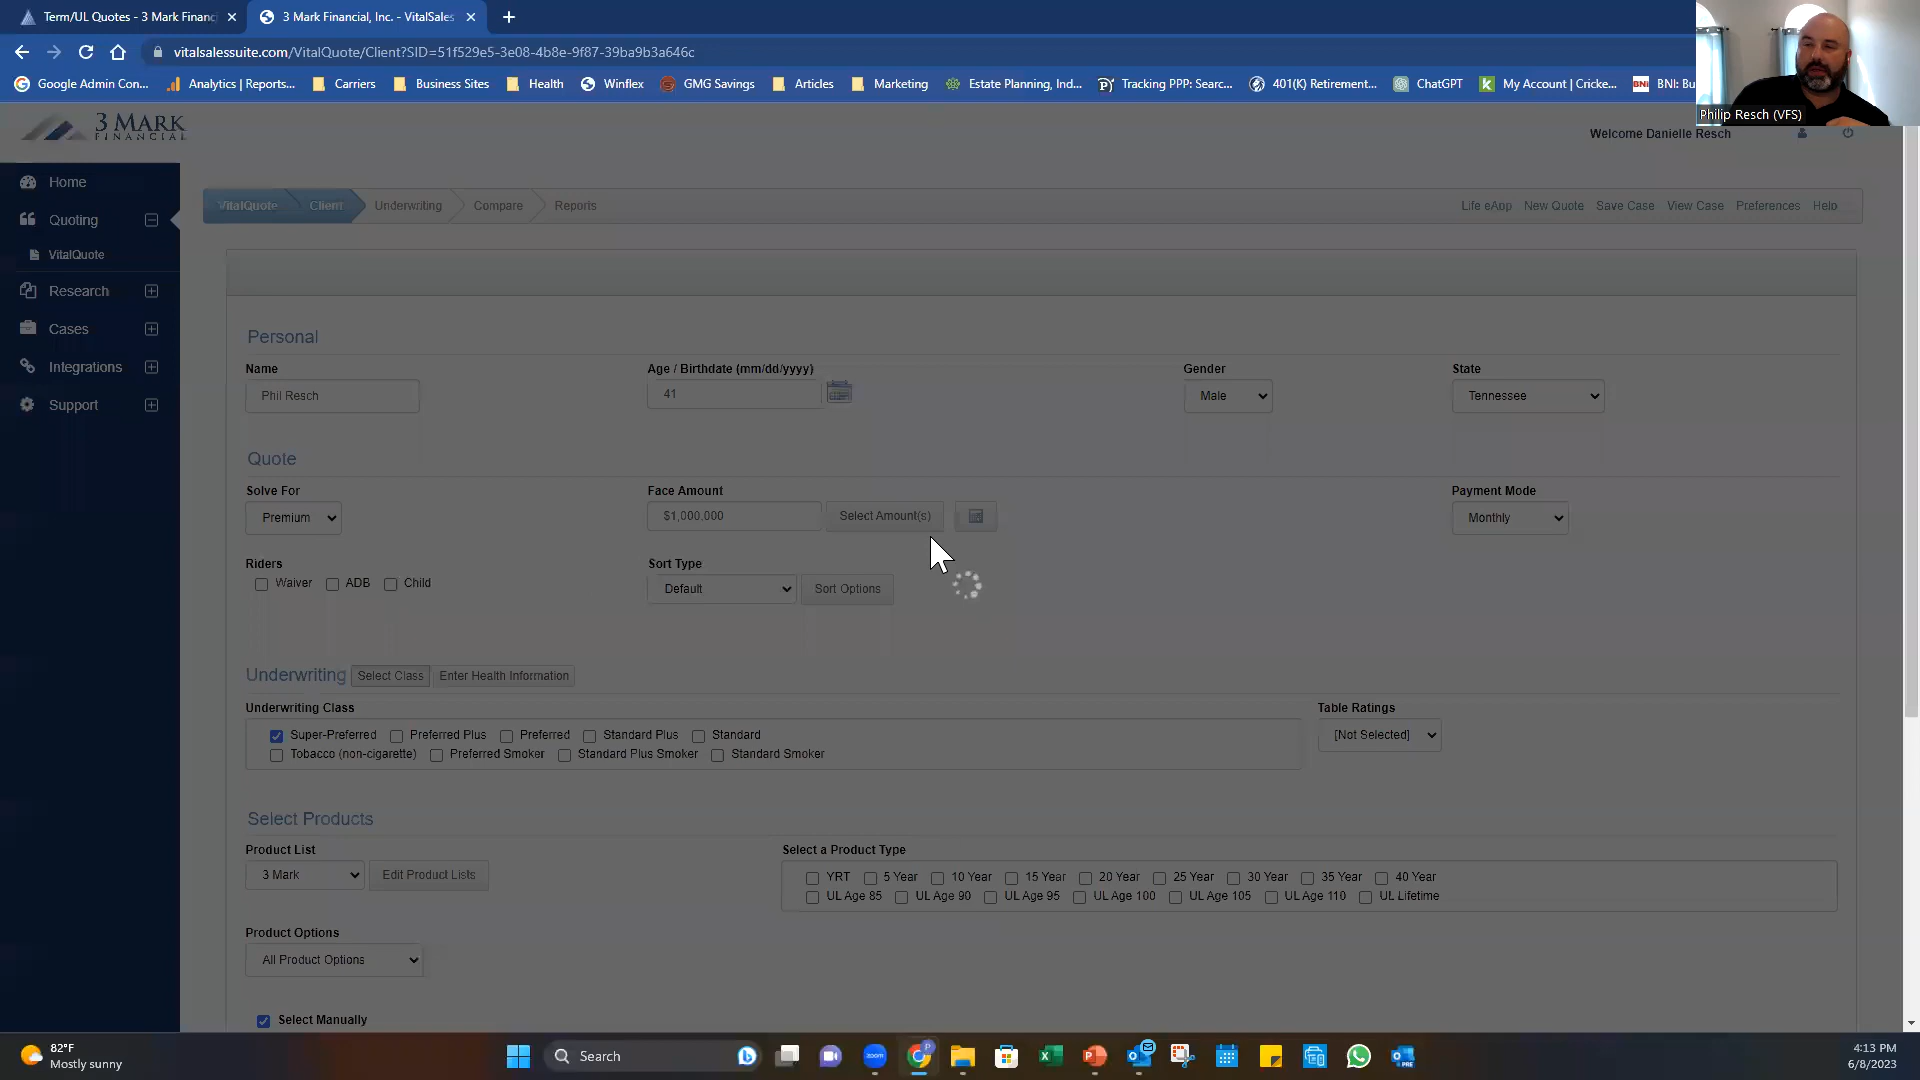 Term/UL Quotes - 3 Mark Financ
3 Mark Financial, Inc. - VitalSales
vitalsalessuite.com/VitalQuote/Client?SID=51f529e5-3e08-4b8e-9f87-39ba9b3a646c
Google Admin Con...
Analytics | Reports...
Carriers
Business Sites
Health
Winflex
GMG Savings
Articles
Marketing
Estate Planning, Ind...
Tracking PPP: Searc...
401(K) Retirement...
ChatGPT
My Account | Cricke...
BNI: Bu
Philip Resch (VFS)
3 MARK
FINANCIAL
Welcome Danielle Resch
Home
Quoting
VitalQuote
Research
Cases
Integrations
Support
VitalQuote
Client
Underwriting
Compare
Reports
Life eApp
New Quote
Save Case
View Case
Preferences
Help
Personal
Name
Age / Birthdate (mm/dd/yyyy)
Gender
State
Phil Resch
41
Male
Tennessee
Quote
Solve For
Face Amount
Payment Mode
Premium
$1,000,000
Select Amount(s)
Monthly
Riders
Sort Type
Waiver
ADB
Child
Default
Sort Options
Underwriting
Select Class
Enter Health Information
Underwriting Class
Table Ratings
Super-Preferred
Preferred Plus
Preferred
Standard Plus
Standard
[Not Selected]
Tobacco (non-cigarette)
Preferred Smoker
Standard Plus Smoker
Standard Smoker
Select Products
Product List
Select a Product Type
3 Mark
Edit Product Lists
YRT
5 Year
10 Year
15 Year
20 Year
25 Year
30 Year
35 Year
40 Year
UL Age 85
UL Age 90
UL Age 95
UL Age 100
UL Age 105
UL Age 110
UL Lifetime
Product Options
All Product Options
Select Manually
82°F
Mostly sunny
Search
zoom
4:13 PM
6/8/2023